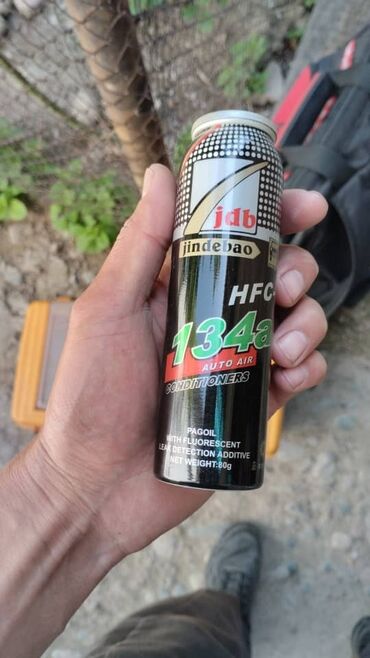 jdb
jindebao
HFC-
134a
AUTO AIR
CONDITIONERS
PAGOIL
WITH FLUORESCENT
LEAK DETECTION ADDITIVE
NET WEIGHT:80g